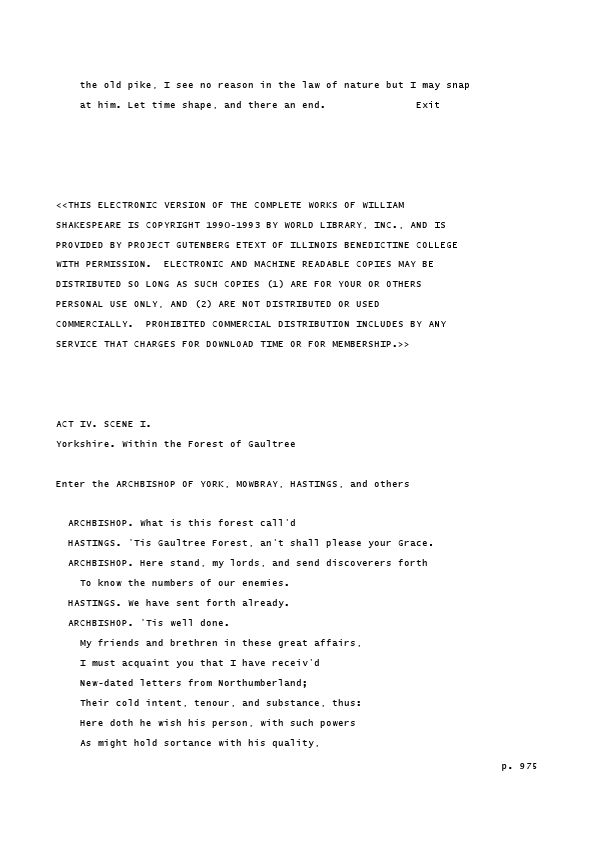 the old pike, I see no reason in the law of nature but I may snap
at him. Let time shape, and there an end. Exit
<<THIS ELECTRONIC VERSION OF THE COMPLETE WORKS OF WILLIAM
SHAKESPEARE IS COPYRIGHT 1990-1993 BY WORLD LIBRARY, INC., AND IS
PROVIDED BY PROJECT GUTENBERG ETEXT OF ILLINOIS BENEDICTINE COLLEGE
WITH PERMISSION. ELECTRONIC AND MACHINE READABLE COPIES MAY BE
DISTRIBUTED SO LONG AS SUCH COPIES (1) ARE FOR YOUR OR OTHERS
PERSONAL USE ONLY, AND (2) ARE NOT DISTRIBUTED OR USED
COMMERCIALLY. PROHIBITED COMMERCIAL DISTRIBUTION INCLUDES BY ANY
SERVICE THAT CHARGES FOR DOWNLOAD TIME OR FOR MEMBERSHIP.>>
ACT IV. SCENE I.
Yorkshire. Within the Forest of Gaultree
Enter the ARCHBISHOP OF YORK, MOWBRAY, HASTINGS, and others
ARCHBISHOP. What is this forest call'd
HASTINGS. 'Tis Gaultree Forest, an't shall please your Grace.
ARCHBISHOP. Here stand, my lords, and send discoverers forth
To know the numbers of our enemies.
HASTINGS. We have sent forth already.
ARCHBISHOP. 'Tis well done.
My friends and brethren in these great affairs,
I must acquaint you that I have receiv'd
New-dated letters from Northumberland;
Their cold intent, tenour, and substance, thus:
Here doth he wish his person, with such powers
As might hold sortance with his quality,
p. 975